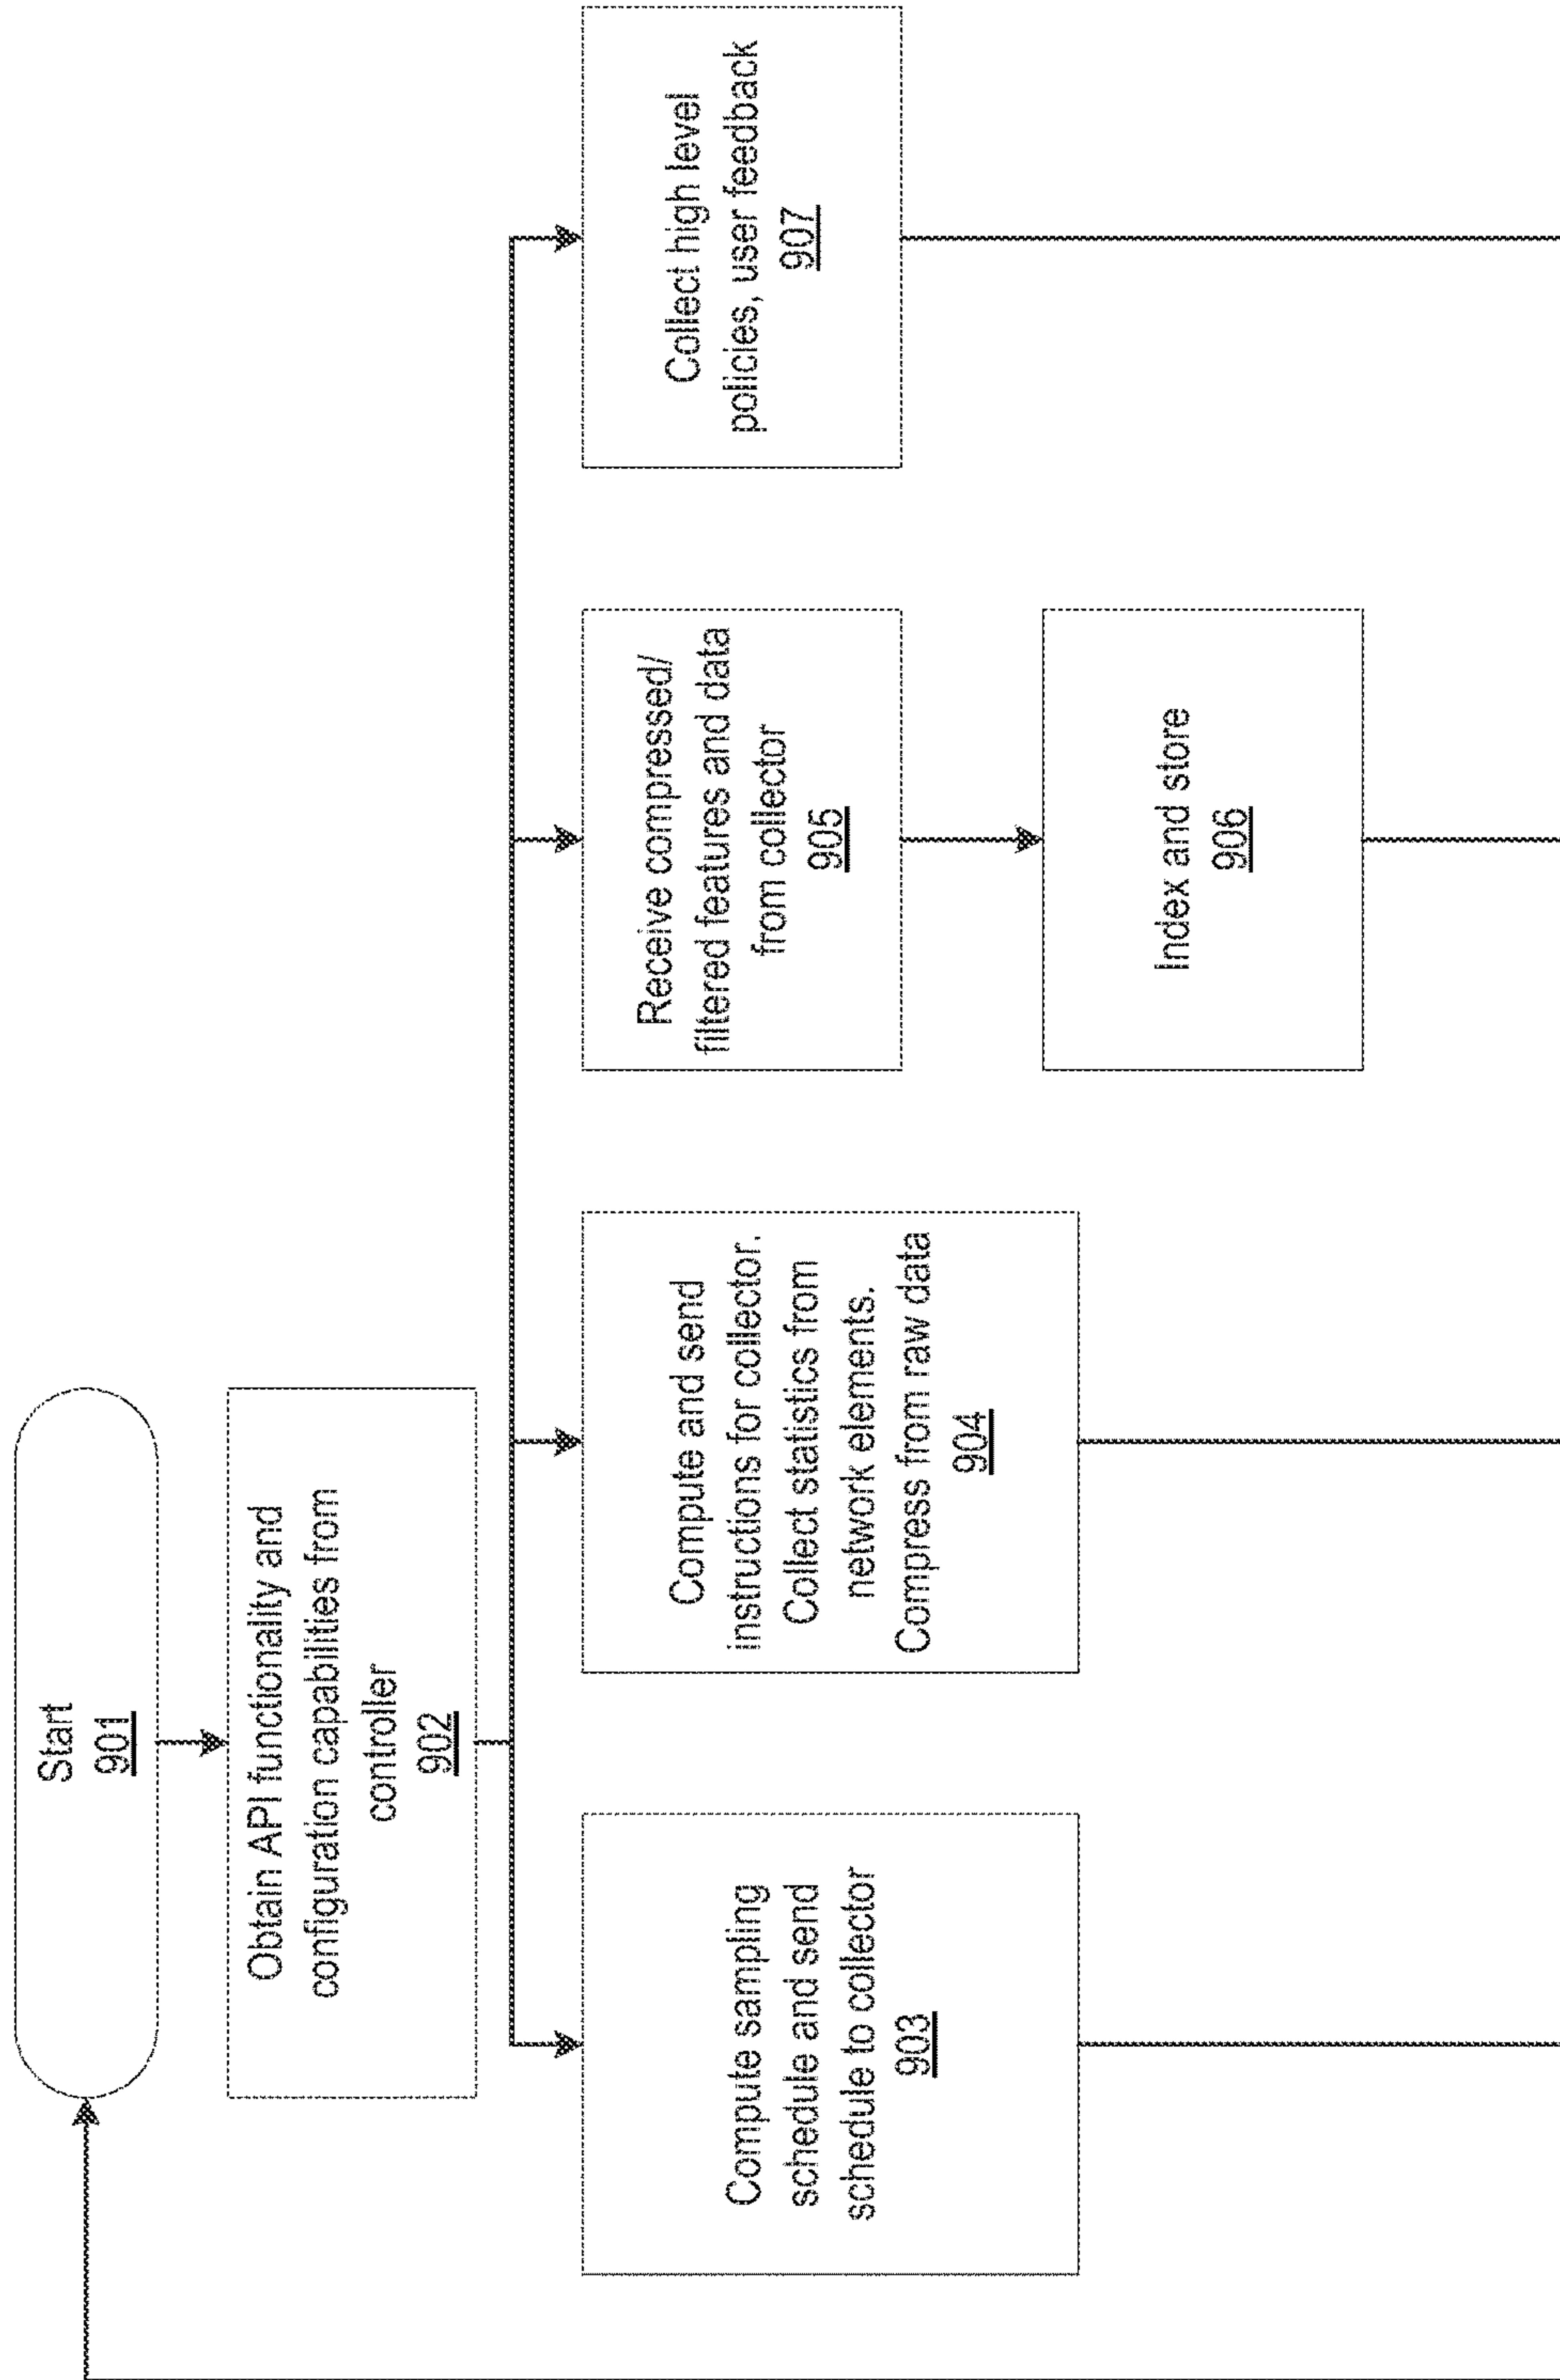 Start
901
Obtain API functionality and
configuration capabilities from
controller
902
Compute sampling
schedule and send
schedule to collector
903
Compute and send
instructions for collector.
Collect statistics from
network elements.
Compress from raw data
904
Receive compressed/
filtered features and data
from collector
905
Index and store
906
Collect high level
policies, user feedback
907